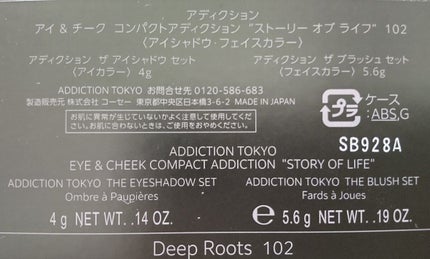 アディクション
アイ & チーク コンパクトアディクション "ストーリー オブ ライフ" 102
〈アイシャドウ・フェイスカラー〉
アディクション ザ アイシャドウ セット
〈アイカラー〉4g
アディクション ザ ブラッシュ セット
〈フェイスカラー〉5.6g
ADDICTION TOKYO お問合せ先 0120-586-683
製造販売元 株式会社 コーセー 東京都中央区日本橋3-6-2 MADE IN JAPAN
お肌に異常が生じていないかよく注意して使用してください。お肌に合わないときは、ご使用をおやめください。
プラ
ケース
:ABS,G
SB928A
ADDICTION TOKYO
EYE & CHEEK COMPACT ADDICTION "STORY OF LIFE"
ADDICTION TOKYO THE EYESHADOW SET
Ombre à Paupières
4 g NET WT. .14 OZ.
ADDICTION TOKYO THE BLUSH SET
Fards à Joues
e 5.6 g NET WT. .19 OZ.
Deep Roots 102